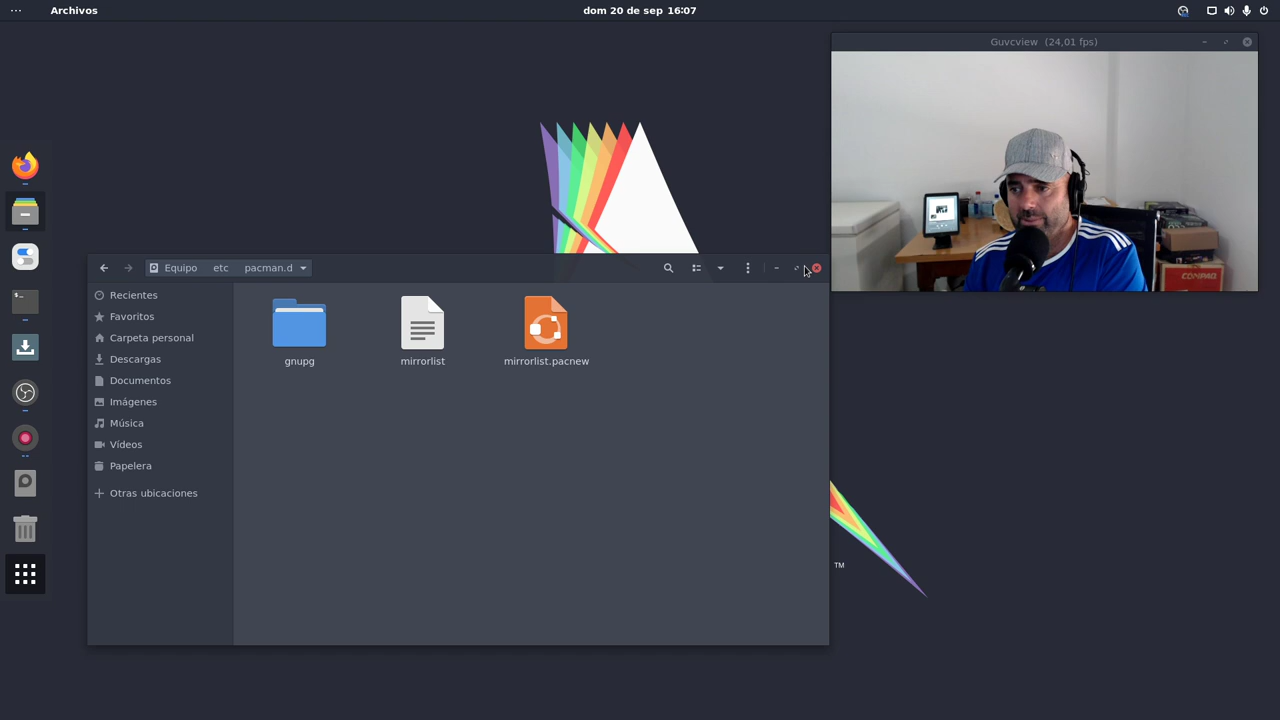 Archivos
dom 20 de sep 16:07
Guvcview (24,01 fps)
COMPAQ
Equipo etc pacman.d
Recientes
Favoritos
Carpeta personal
Descargas
Documentos
Imágenes
Música
Vídeos
Papelera
Otras ubicaciones
gnupg
mirrorlist
mirrorlist.pacnew
TM